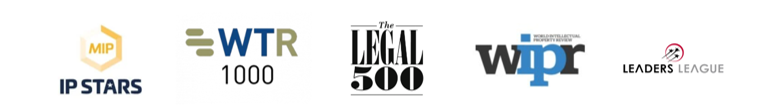 MIP
IP STARS
WTR
1000
The
LEGAL
500
WORLD INTELLECTUAL
PROPERTY REVIEW
wipr
LEADERS LEAGUE